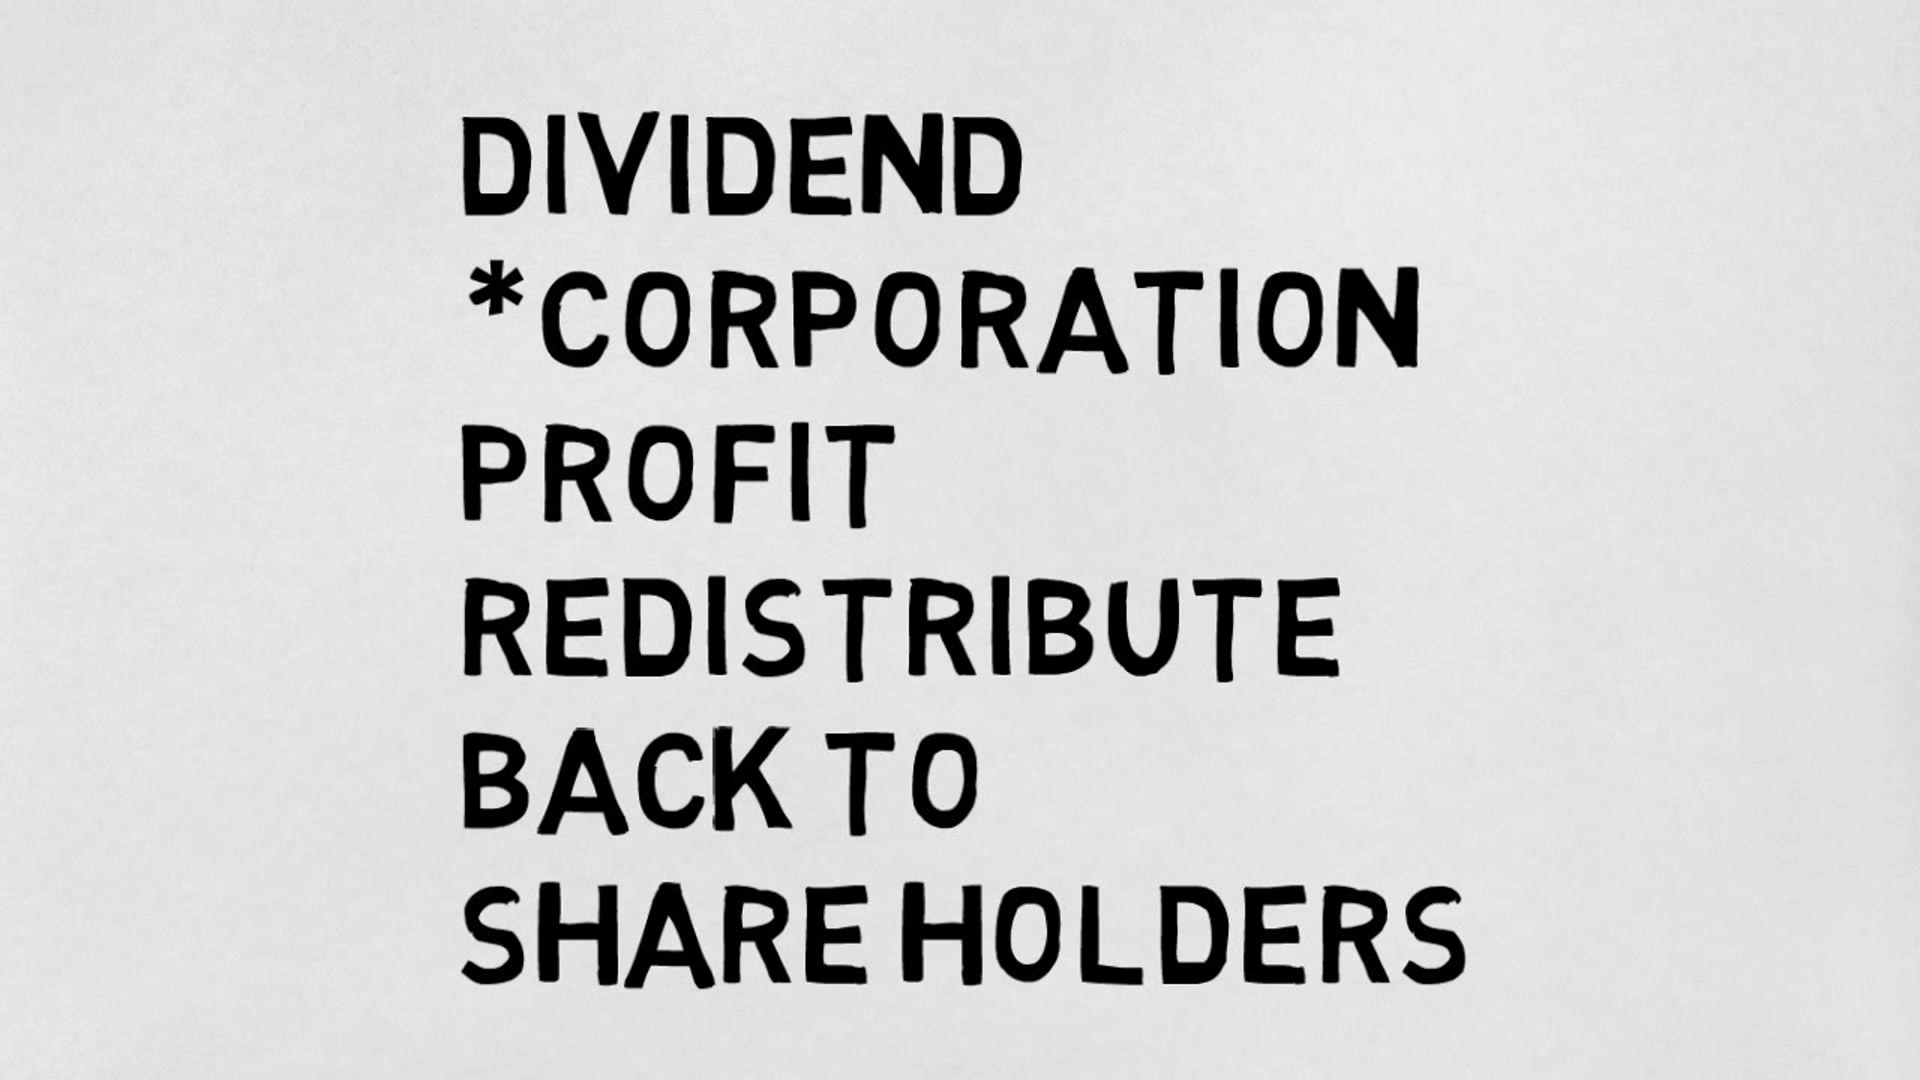 DIVIDEND
*CORPORATION
PROFIT
REDISTRIBUTE
BACK TO
SHARE HOLDERS